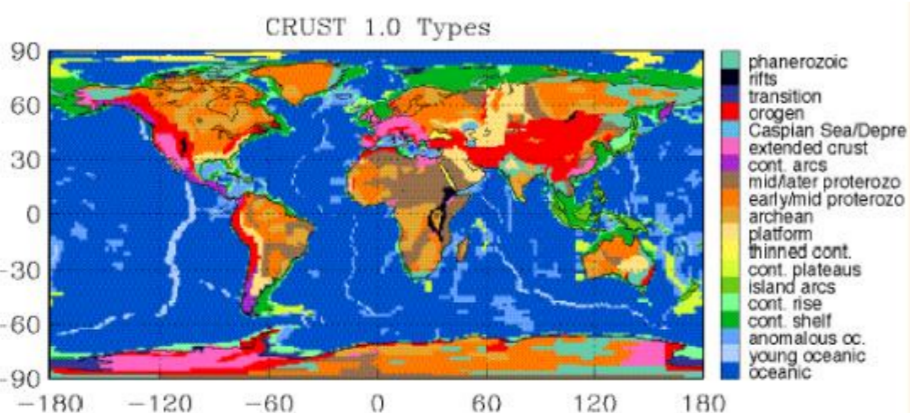 CRUST 1.0 Types
90
60
30
0
-30
-60
-90
-180 -120 -60 0 60 120 180
phanerozoic
rifts
transition
orogen
Caspian Sea/Depre
extended crust
cont. arcs
mid/later proterozo
early/mid proterozo
archean
platform
thinned cont.
cont. plateaus
island arcs
cont. rise
cont. shelf
anomalous oc.
young oceanic
oceanic